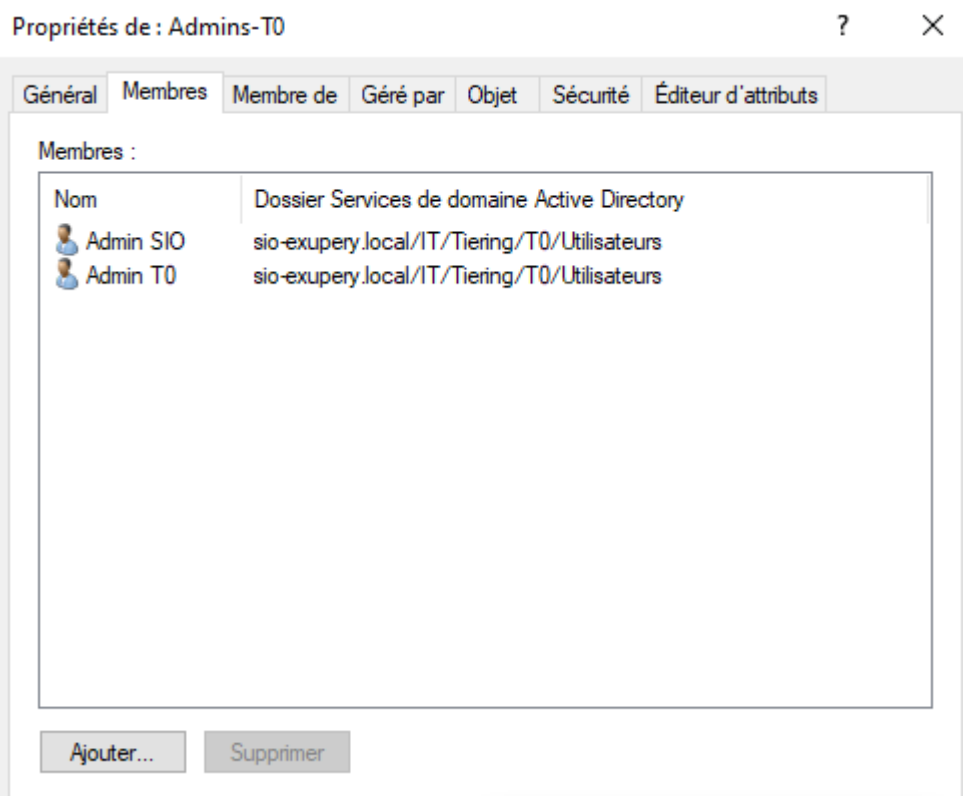 Propriétés de : Admins-T0 ?
Général Membres Membre de Géré par Objet Sécurité Éditeur d'attributs
Membres :
Nom Dossier Services de domaine Active Directory
Admin SIO sio-exupery.local/IT/Tiering/T0/Utilisateurs
Admin T0 sio-exupery.local/IT/Tiering/T0/Utilisateurs
Ajouter... Supprimer